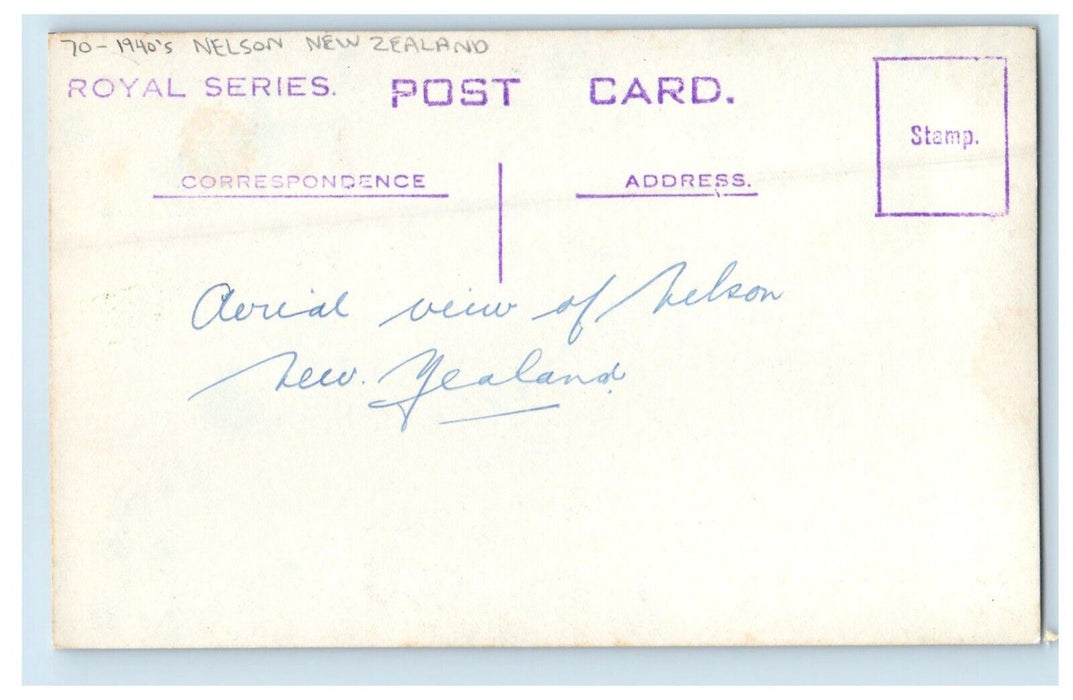 70 - 1940's NELSON NEW ZEALAND
ROYAL SERIES. POST CARD.
Stamp.
CORRESPONDENCE ADDRESS.
Aerial view of Nelson
New. Zealand.